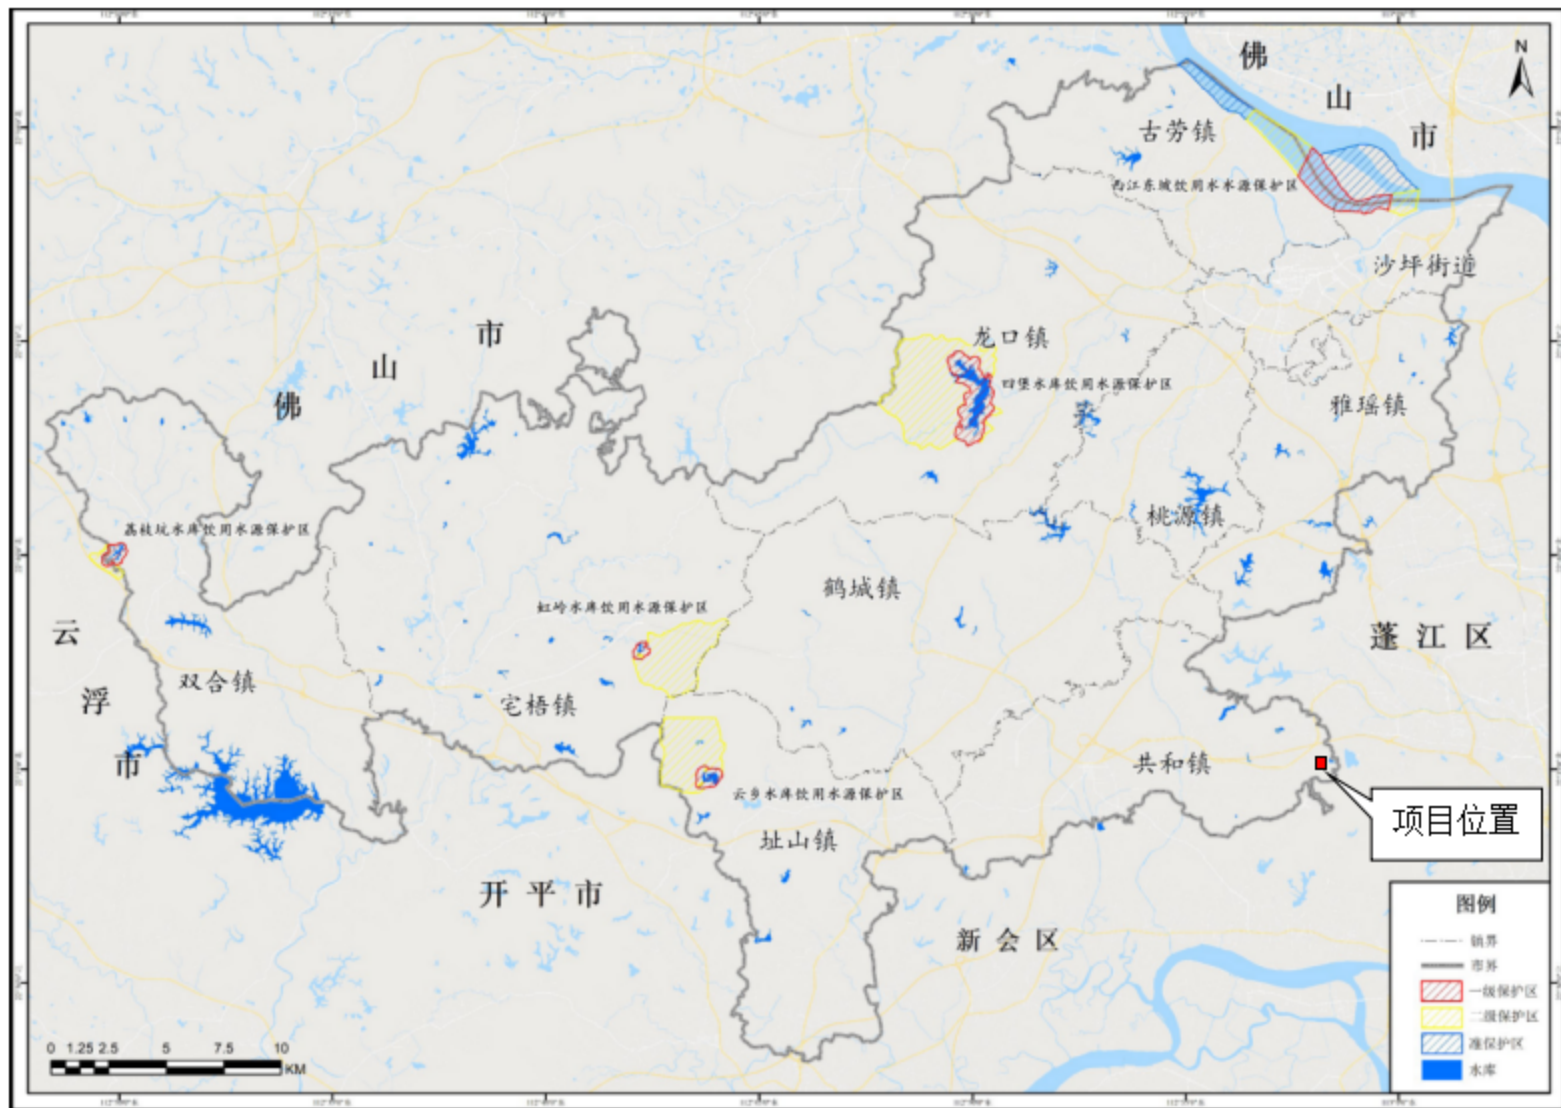 N
佛
山
市
古劳镇
西江东坡饮用水水源保护区
沙坪街道
市
山
佛
龙口镇
四堡水库饮用水源保护区
雅瑶镇
荔枝坑水库饮用水源保护区
桃源镇
鹤城镇
虹岭水库饮用水源保护区
云
浮
市
蓬江区
双合镇
宅梧镇
共和镇
云乡水库饮用水源保护区
项目位置
址山镇
开平市
新会区
图例
镇界
市界
一级保护区
二级保护区
准保护区
水库
0 1.25 2.5 5 7.5 10
KM